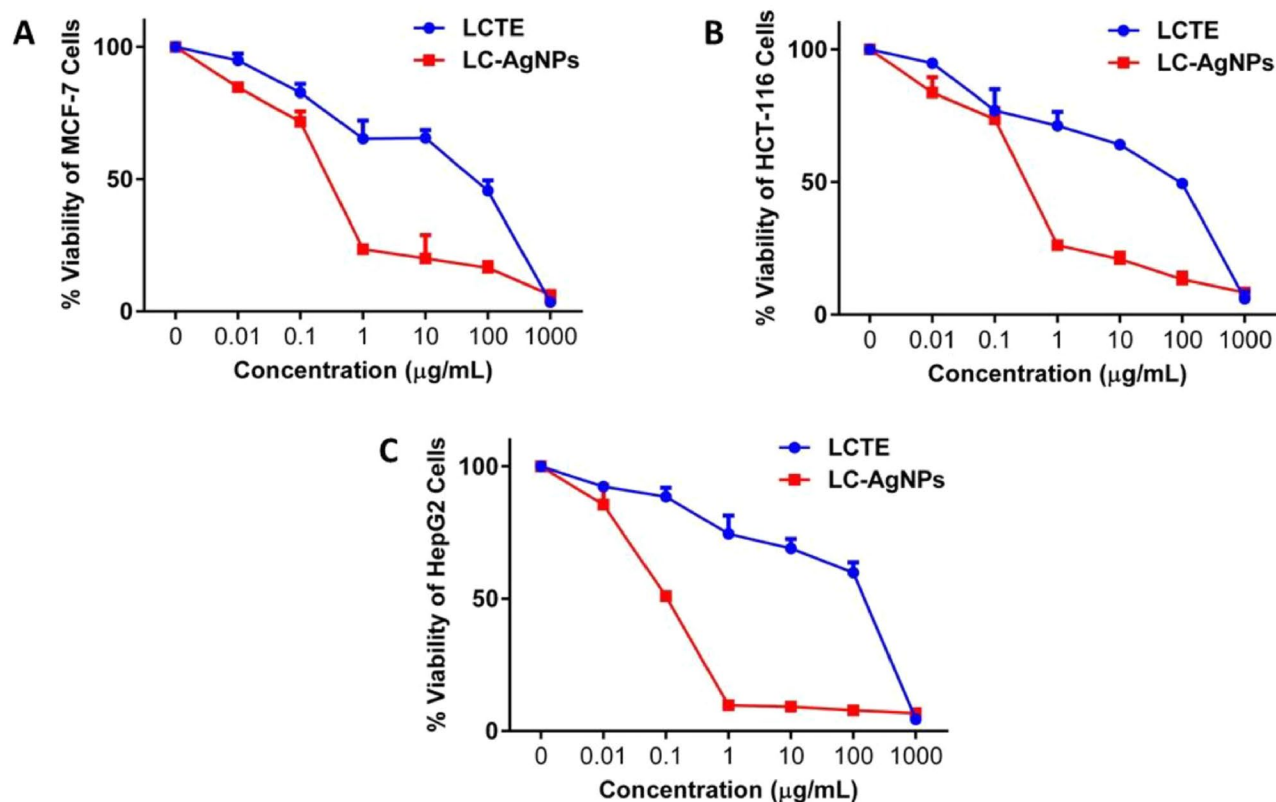 A
LCTE
LC-AgNPs
% Viability of MCF-7 Cells
100
50
0
0 0.01 0.1 1 10 100 1000
Concentration (μg/mL)
B
LCTE
LC-AgNPs
% Viability of HCT-116 Cells
100
50
0
0 0.01 0.1 1 10 100 1000
Concentration (μg/mL)
C
LCTE
LC-AgNPs
% Viability of HepG2 Cells
100
50
0
0 0.01 0.1 1 10 100 1000
Concentration (μg/mL)